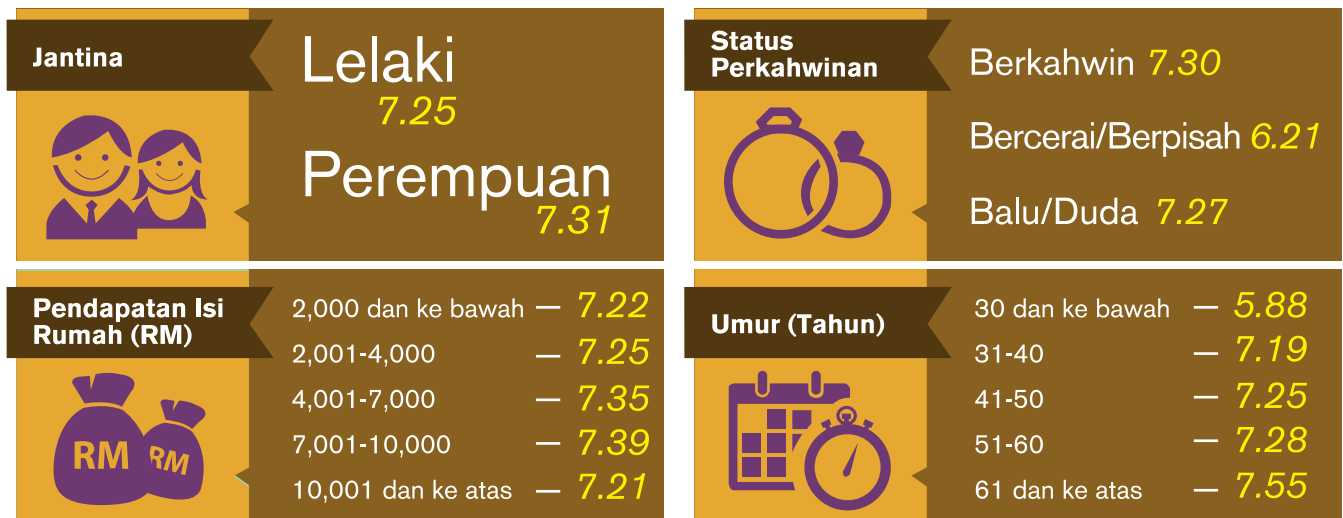 Jantina
Lelaki
7.25
Perempuan
7.31
Status
Perkahwinan
Berkahwin 7.30
Bercerai/Berpisah 6.21
Balu/Duda 7.27
Pendapatan Isi
Rumah (RM)
RM RM
2,000 dan ke bawah — 7.22
2,001-4,000 — 7.25
4,001-7,000 — 7.35
7,001-10,000 — 7.39
10,001 dan ke atas — 7.21
Umur (Tahun)
30 dan ke bawah — 5.88
31-40 — 7.19
41-50 — 7.25
51-60 — 7.28
61 dan ke atas — 7.55